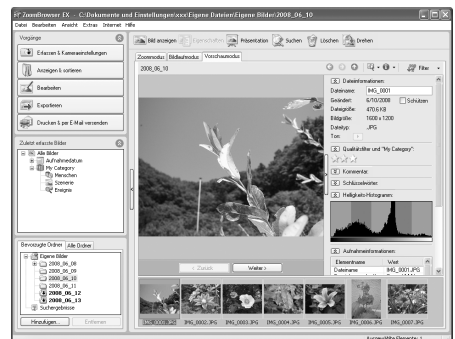 ZoomBrowser EX - C:\Dokumente und Einstellungen\xxx\Eigene Dateien\Eigene Bilder\2008_06_10
Datei Bearbeiten Ansicht Extras Internet Hilfe
Vorgänge
Erfassen & Kameraeinstellungen
Anzeigen & sortieren
Bearbeiten
Exportieren
Drucken & per E-Mail versenden
Zuletzt erfasste Bilder
Alle Bilder
Aufnahmedatum
My Category
Menschen
Szenerie
Ereignis
Bevorzugte Ordner Alle Ordner
Eigene Bilder
2008_06_08
2008_06_09
2008_06_10
2008_06_11
2008_06_12
2008_06_13
Suchergebnisse
Hinzufügen... Entfernen
Bild anzeigen Eigenschaften Präsentation Suchen Löschen Drehen
Zoommodus Bildlaufmodus Vorschaumodus
2008_06_10
Filter
Dateiinformationen
Dateiname: IMG_0001
Geändert: 6/10/2008 Schützen
Dateigröße: 470.6 KB
Bildgröße: 1600 x 1200
Dateityp: JPG
Ton:
Qualitätsfilter und "My Category":
Kommentar:
Schlüsselwörter:
Helligkeits-Histogramm:
Aufnahmeinformationen:
Elementname Wert
Dateiname IMG_0001.JPG
< Zurück Weiter >
IMG_0002.JPG IMG_0003.JPG IMG_0004.JPG IMG_0005.JPG IMG_0006.JPG IMG_0007.JPG